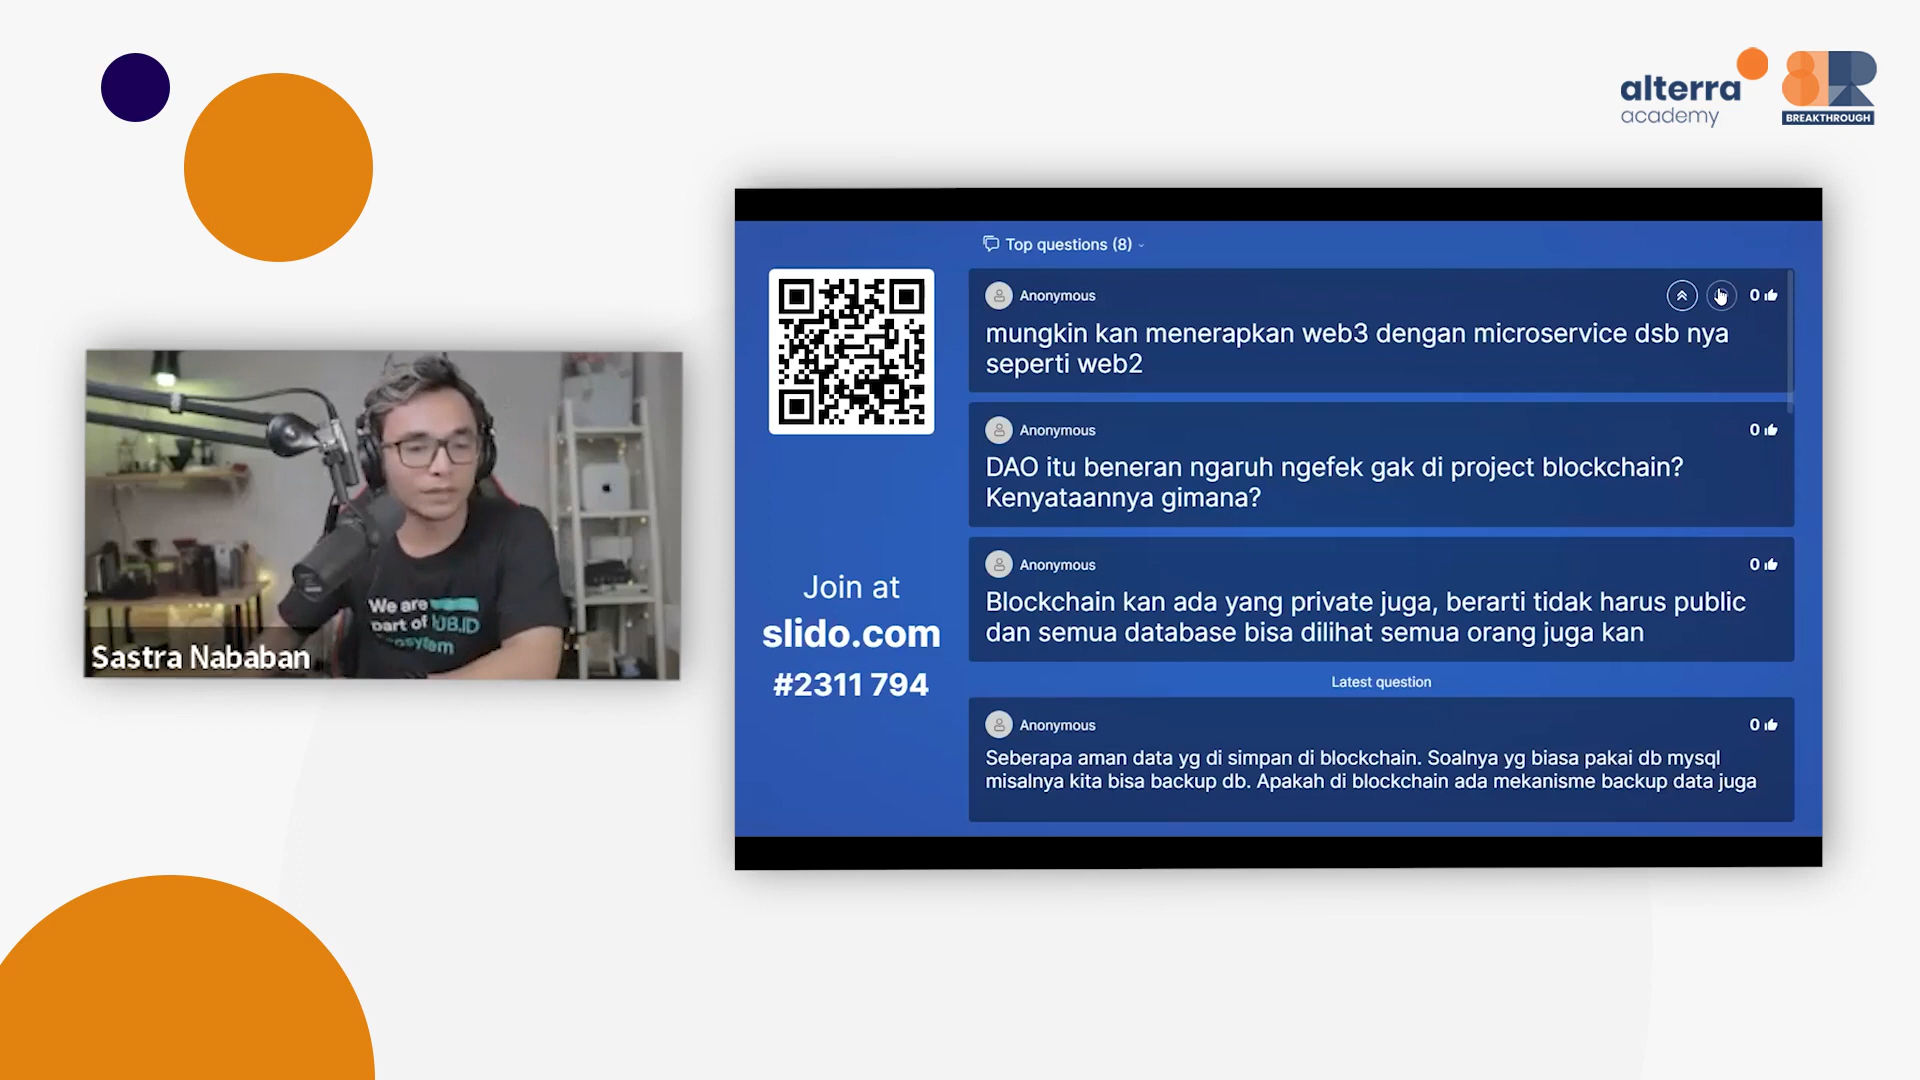 alterra
academy
BREAKTHROUGH
Top questions (8)
Anonymous
0
mungkin kan menerapkan web3 dengan microservice dsb nya
seperti web2
Anonymous
0
DAO itu beneran ngaruh ngefek gak di project blockchain?
Kenyataannya gimana?
Anonymous
0
Blockchain kan ada yang private juga, berarti tidak harus public
dan semua database bisa dilihat semua orang juga kan
Latest question
Anonymous
0
Seberapa aman data yg di simpan di blockchain. Soalnya yg biasa pakai db mysql
misalnya kita bisa backup db. Apakah di blockchain ada mekanisme backup data juga
Join at
slido.com
#2311 794
We are
part of
Sastra Nababan